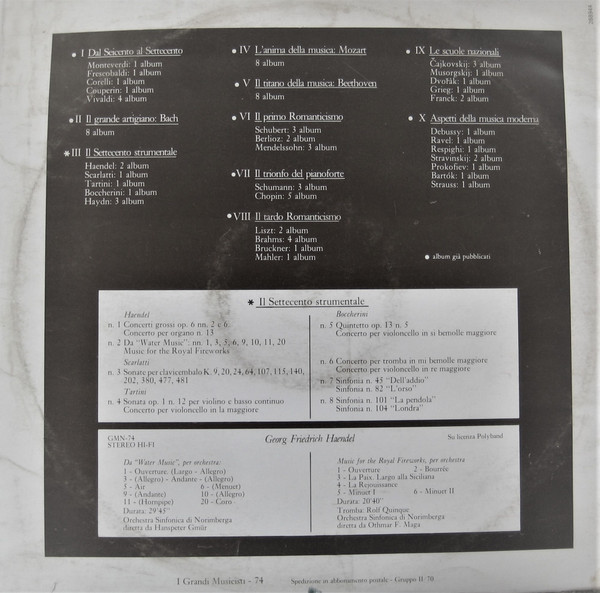 • I Dal Seicento al Settecento
Monteverdi: 1 album
Frescobaldi: 1 album
Corelli: 1 album
Couperin: 1 album
Vivaldi: 4 album
• II Il grande artigiano: Bach
8 album
* III Il Settecento strumentale
Haendel: 2 album
Scarlatti: 1 album
Tartini: 1 album
Boccherini: 1 album
Haydn: 3 album
• IV L'anima della musica: Mozart
8 album
• V Il titano della musica: Beethoven
8 album
• VI Il primo Romanticismo
Schubert: 3 album
Berlioz: 2 album
Mendelssohn: 3 album
• VII Il trionfo del pianoforte
Schumann: 3 album
Chopin: 5 album
• VIII Il tardo Romanticismo
Liszt: 2 album
Brahms: 4 album
Bruckner: 1 album
Mahler: 1 album
• IX Le scuole nazionali
Čajkovskij: 3 album
Musorgskij: 1 album
Dvořák: 1 album
Grieg: 1 album
Franck: 2 album
• X Aspetti della musica moderna
Debussy: 1 album
Ravel: 1 album
Respighi: 1 album
Stravinskij: 2 album
Prokofiev: 1 album
Bartók: 1 album
Strauss: 1 album
• album già pubblicati
* Il Settecento strumentale
Haendel
n. 1 Concerti grossi op. 6 nn. 2 e 6
Concerto per organo n. 13
n. 2 Da "Water Music": nn. 1, 3, 5, 6, 9, 10, 11, 20
Music for the Royal Fireworks
Scarlatti
n. 3 Sonate per clavicembalo K. 9, 20, 24, 64, 107, 115, 140,
202, 380, 477, 481
Tartini
n. 4 Sonata op. 1 n. 12 per violino e basso continuo
Concerto per violoncello in la maggiore
Boccherini
n. 5 Quintetto op. 13 n. 5
Concerto per violoncello in si bemolle maggiore
n. 6 Concerto per tromba in mi bemolle maggiore
Concerto per violoncello in re maggiore
n. 7 Sinfonia n. 45 "Dell'addio"
Sinfonia n. 82 "L'orso"
n. 8 Sinfonia n. 101 "La pendola"
Sinfonia n. 104 "Londra"
GMN-74
STEREO HI-FI
Georg Friedrich Haendel
Su licenza Polyband
Da "Water Music", per orchestra:
1 - Ouverture. (Largo - Allegro)
3 - (Allegro) - Andante - (Allegro)
5 - Air 6 - (Menuet)
9 - (Andante) 10 - (Allegro)
11 - (Hornpipe) 20 - Coro
Durata: 29'45"
Orchestra Sinfonica di Norimberga
diretta da Hanspeter Gmür
Music for the Royal Fireworks, per orchestra
1 - Ouverture 2 - Bourrée
3 - La Paix. Largo alla Siciliana
4 - La Réjouissance
5 - Minuet I 6 - Minuet II
Durata: 20'40"
Tromba: Rolf Quinque
Orchestra Sinfonica di Norimberga
diretta da Othmar F. Maga
I Grandi Musicisti - 74 Spedizione in abbonamento postale - Gruppo II 70